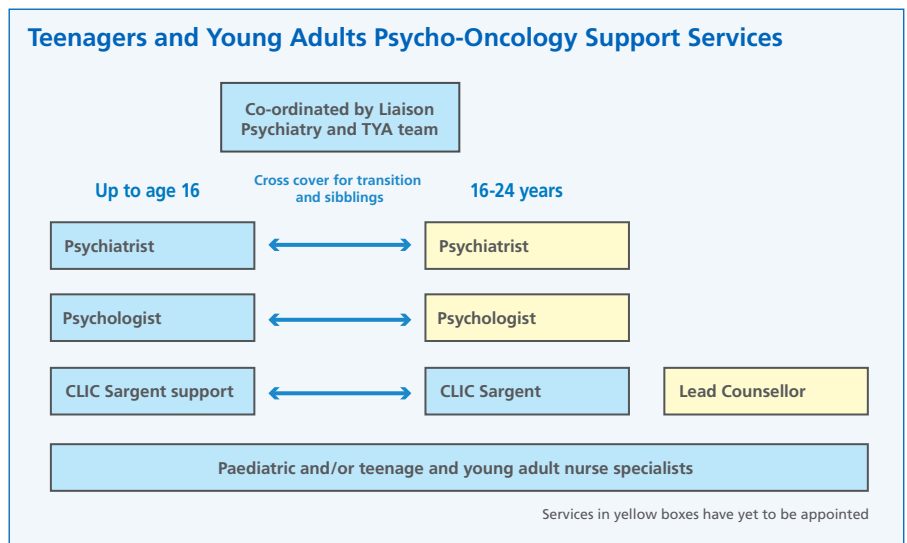 Teenagers and Young Adults Psycho-Oncology Support Services
Co-ordinated by Liaison
Psychiatry and TYA team
Up to age 16
Cross cover for transition
and sibblings
16-24 years
Psychiatrist
Psychiatrist
Psychologist
Psychologist
CLIC Sargent support
CLIC Sargent
Lead Counsellor
Paediatric and/or teenage and young adult nurse specialists
Services in yellow boxes have yet to be appointed